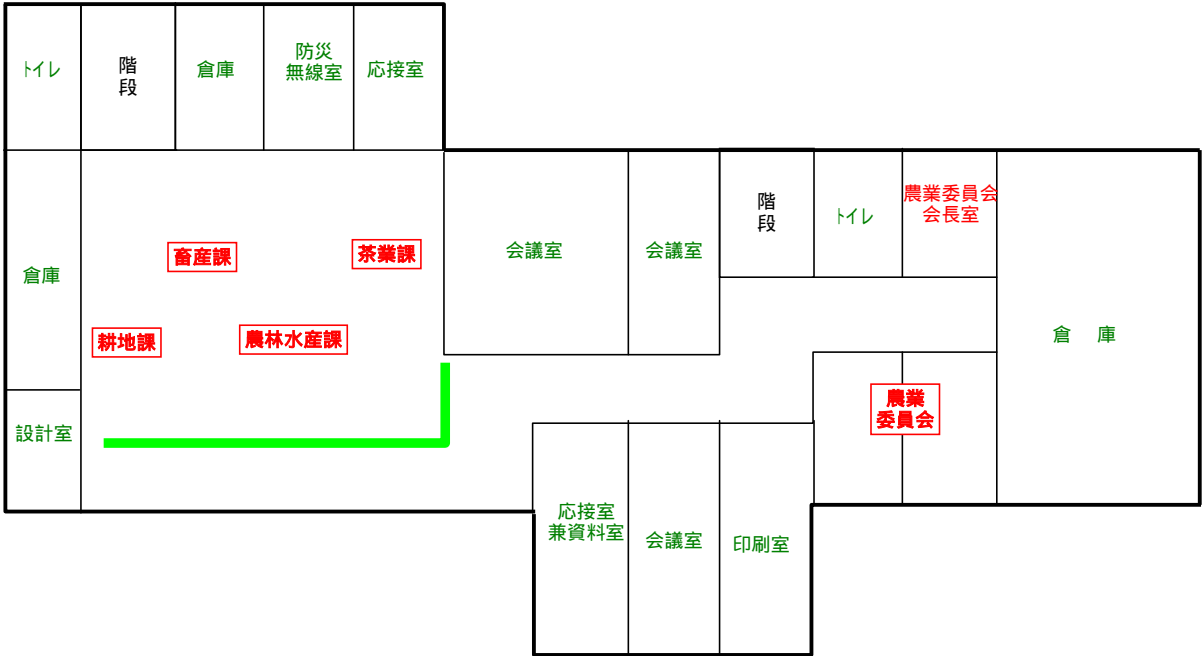 トイレ
階
段
倉庫
防災
無線室
応接室
倉庫
設計室
畜産課
茶業課
耕地課
農林水産課
会議室
会議室
階
段
トイレ
農業委員会
会長室
倉　庫
農業
委員会
応接室
兼資料室
会議室
印刷室